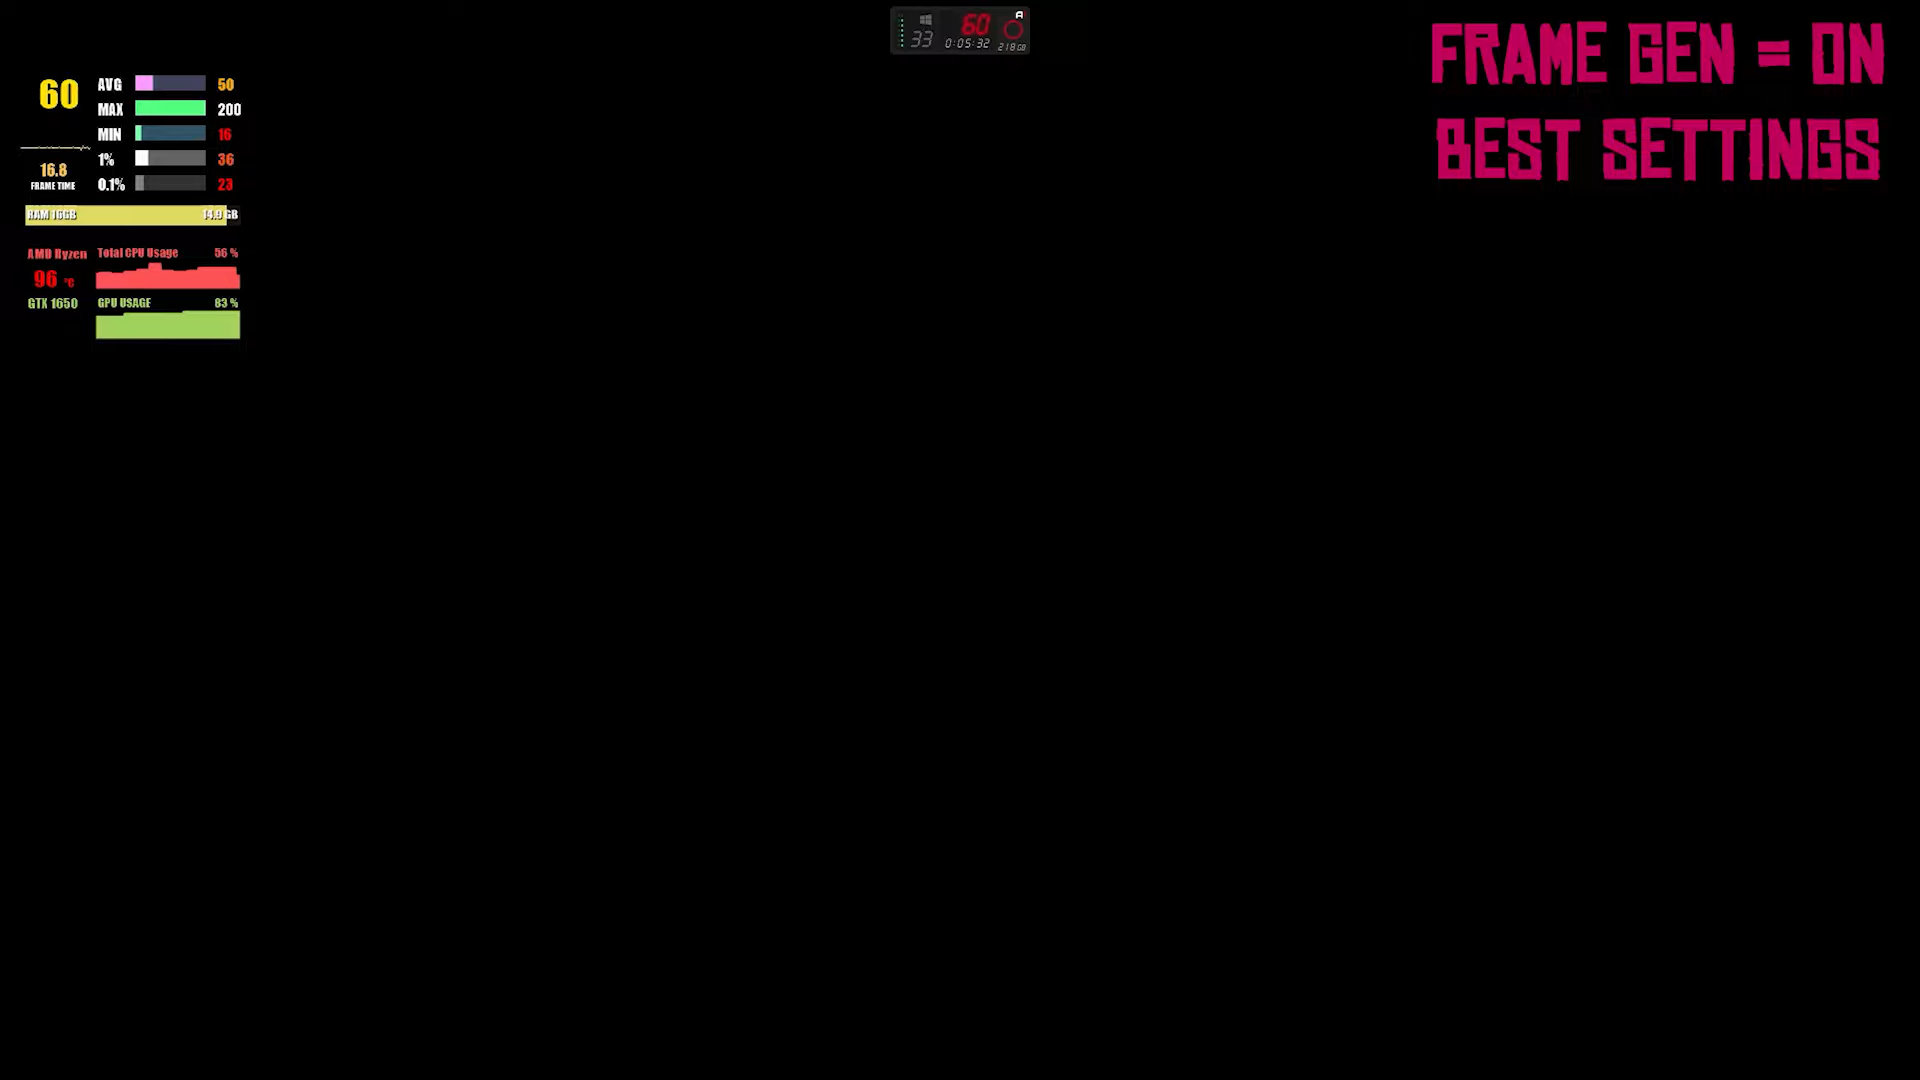 A
33
60
0:05:32
218GB
FRAME GEN = ON
BEST SETTINGS
60
AVG 50
MAX 200
MIN 16
1% 36
0.1% 23
16.8
FRAME TIME
RAM 16GB 14.9 GB
AMD Ryzen
96 °C
Total CPU Usage 56 %
GTX 1650
GPU USAGE 83 %